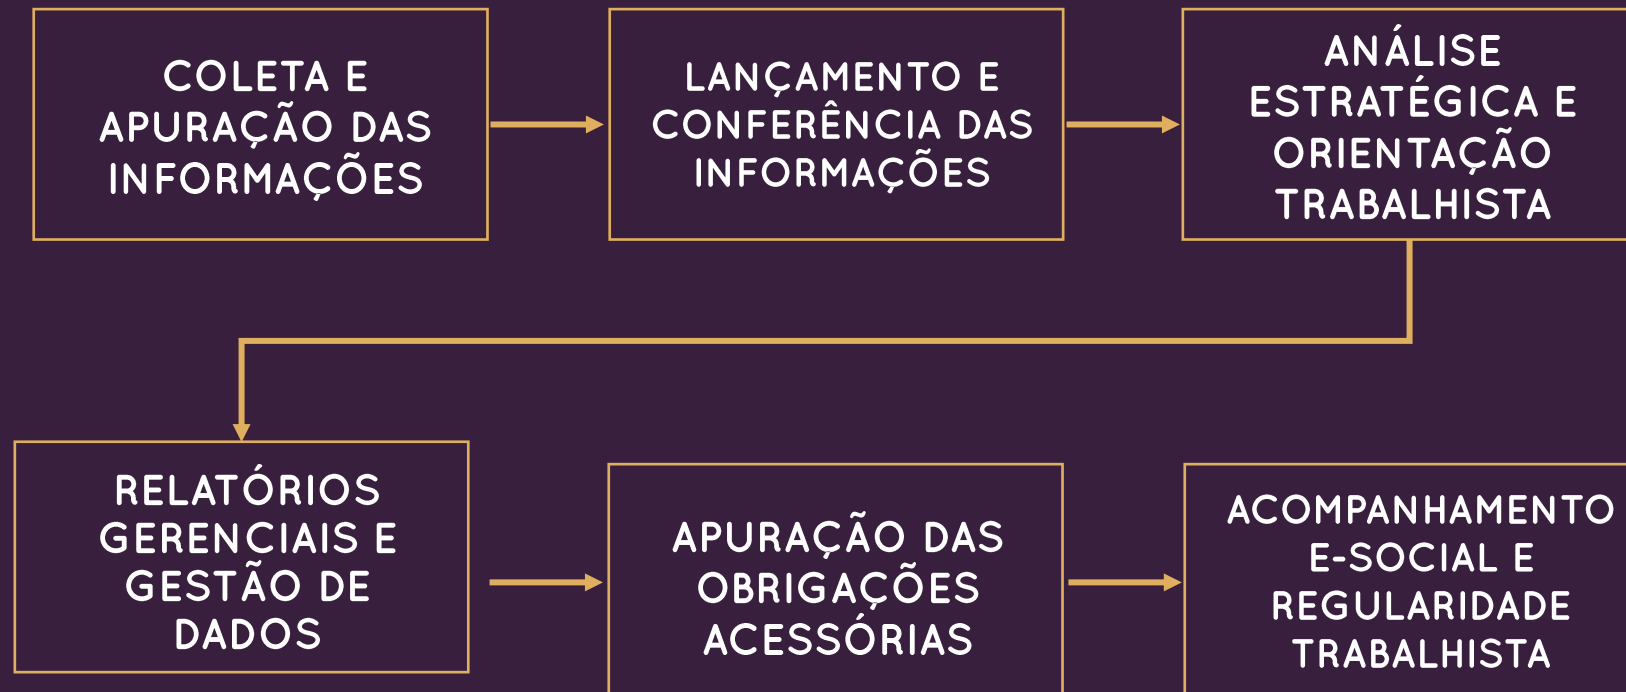 COLETA E
APURAÇÃO DAS
INFORMAÇÕES
LANÇAMENTO E
CONFERÊNCIA DAS
INFORMAÇÕES
ANÁLISE
ESTRATÉGICA E
ORIENTAÇÃO
TRABALHISTA
RELATÓRIOS
GERENCIAIS E
GESTÃO DE
DADOS
APURAÇÃO DAS
OBRIGAÇÕES
ACESSÓRIAS
ACOMPANHAMENTO
E-SOCIAL E
REGULARIDADE
TRABALHISTA